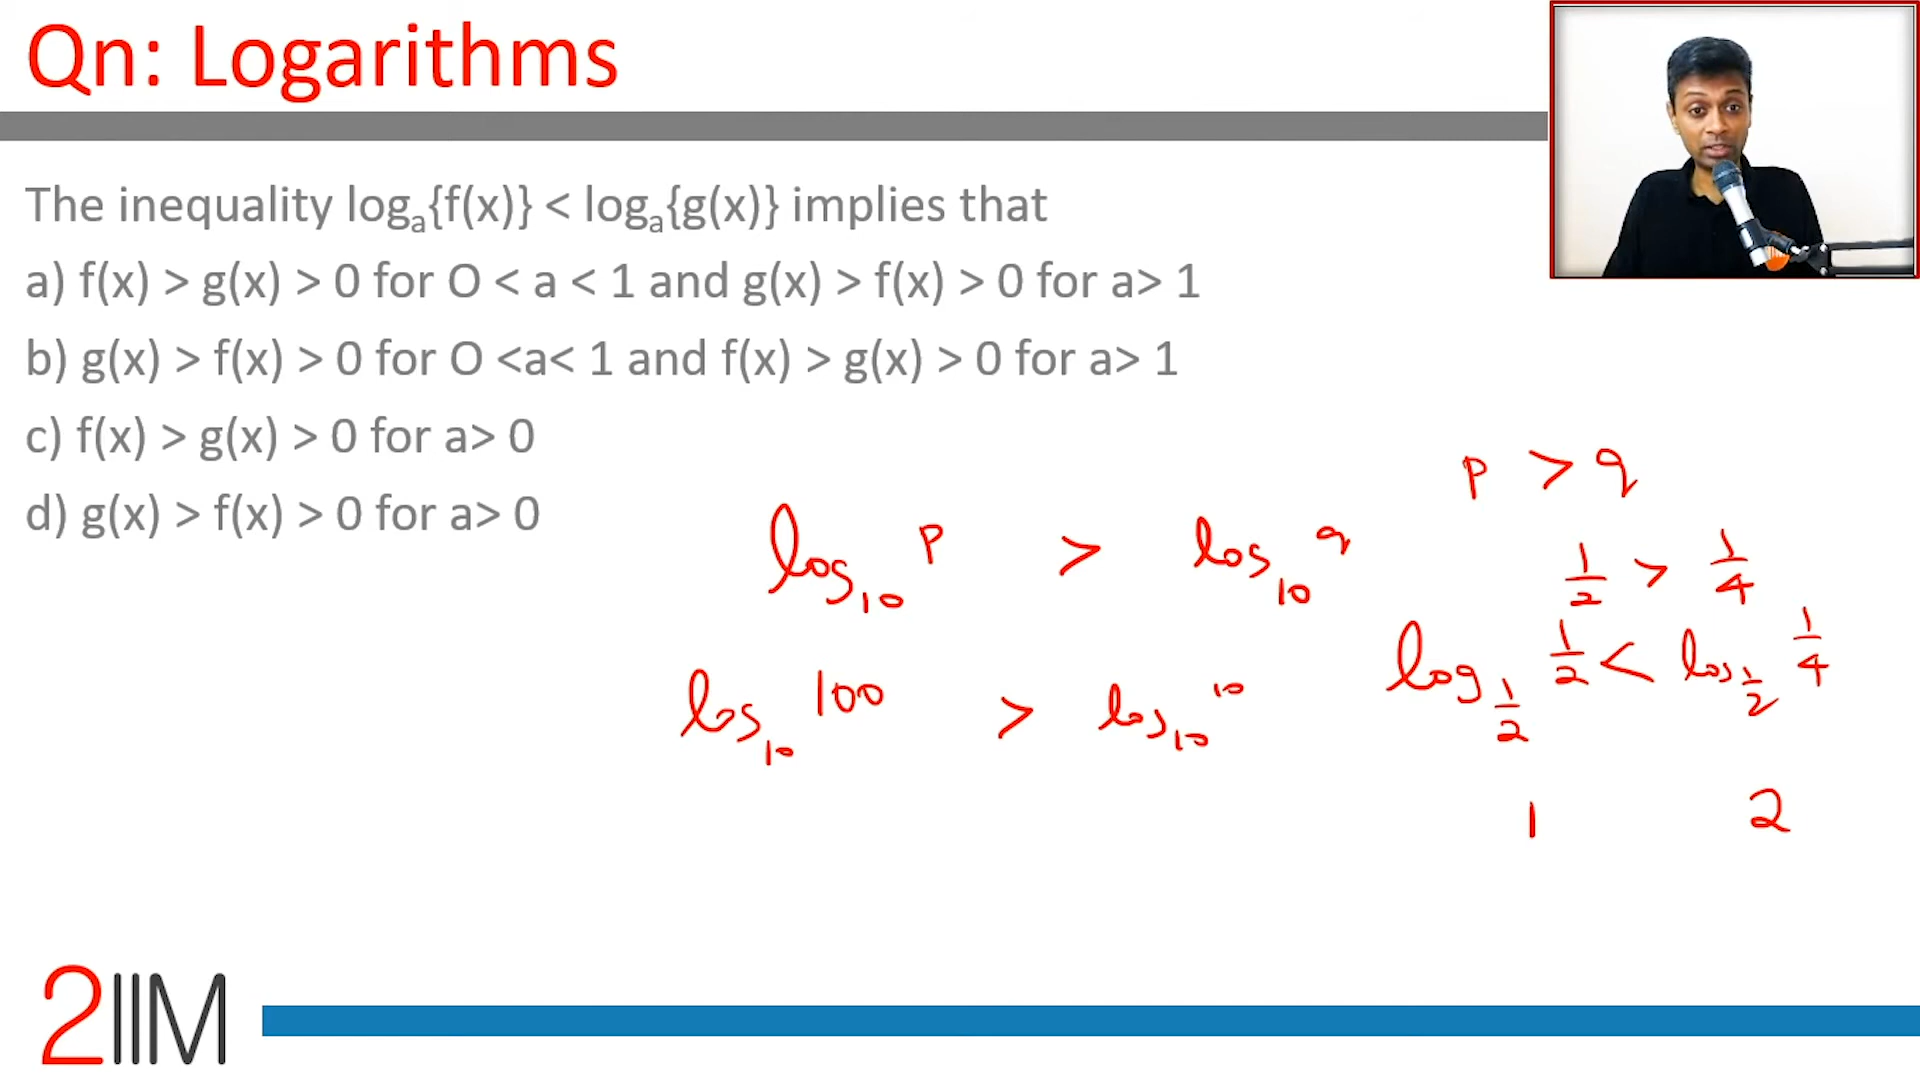 Qn: Logarithms
The inequality logₐ{f(x)} < logₐ{g(x)} implies that
a) f(x) > g(x) > 0 for O < a < 1 and g(x) > f(x) > 0 for a> 1
b) g(x) > f(x) > 0 for O <a< 1 and f(x) > g(x) > 0 for a> 1
c) f(x) > g(x) > 0 for a> 0
d) g(x) > f(x) > 0 for a> 0
p > q
log₁₀ p > log₁₀ q
1/2 > 1/4
log_1/2 1/2 < log_1/2 1/4
log₁₀ 100 > log₁₀ 10
1 2
2IIM